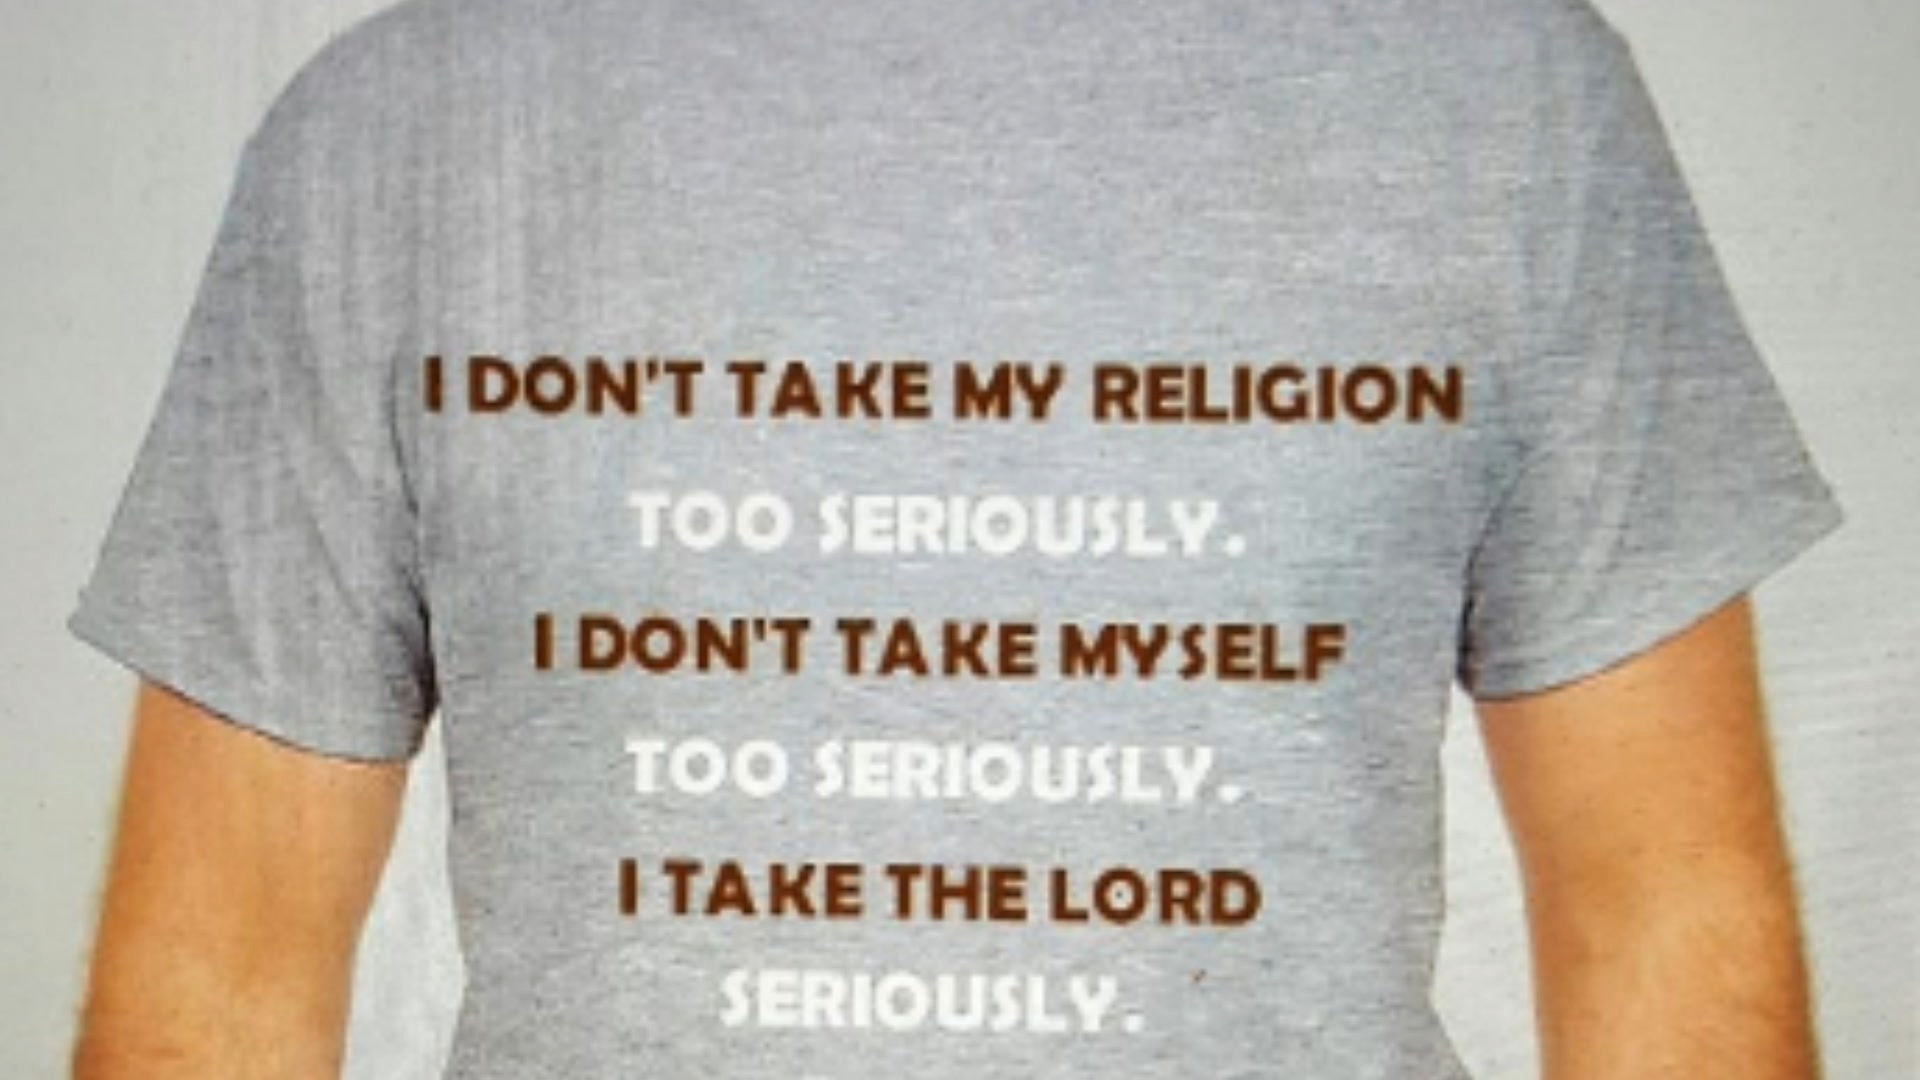 I DON'T TAKE MY RELIGION
TOO SERIOUSLY.
I DON'T TAKE MYSELF
TOO SERIOUSLY.
I TAKE THE LORD
SERIOUSLY.